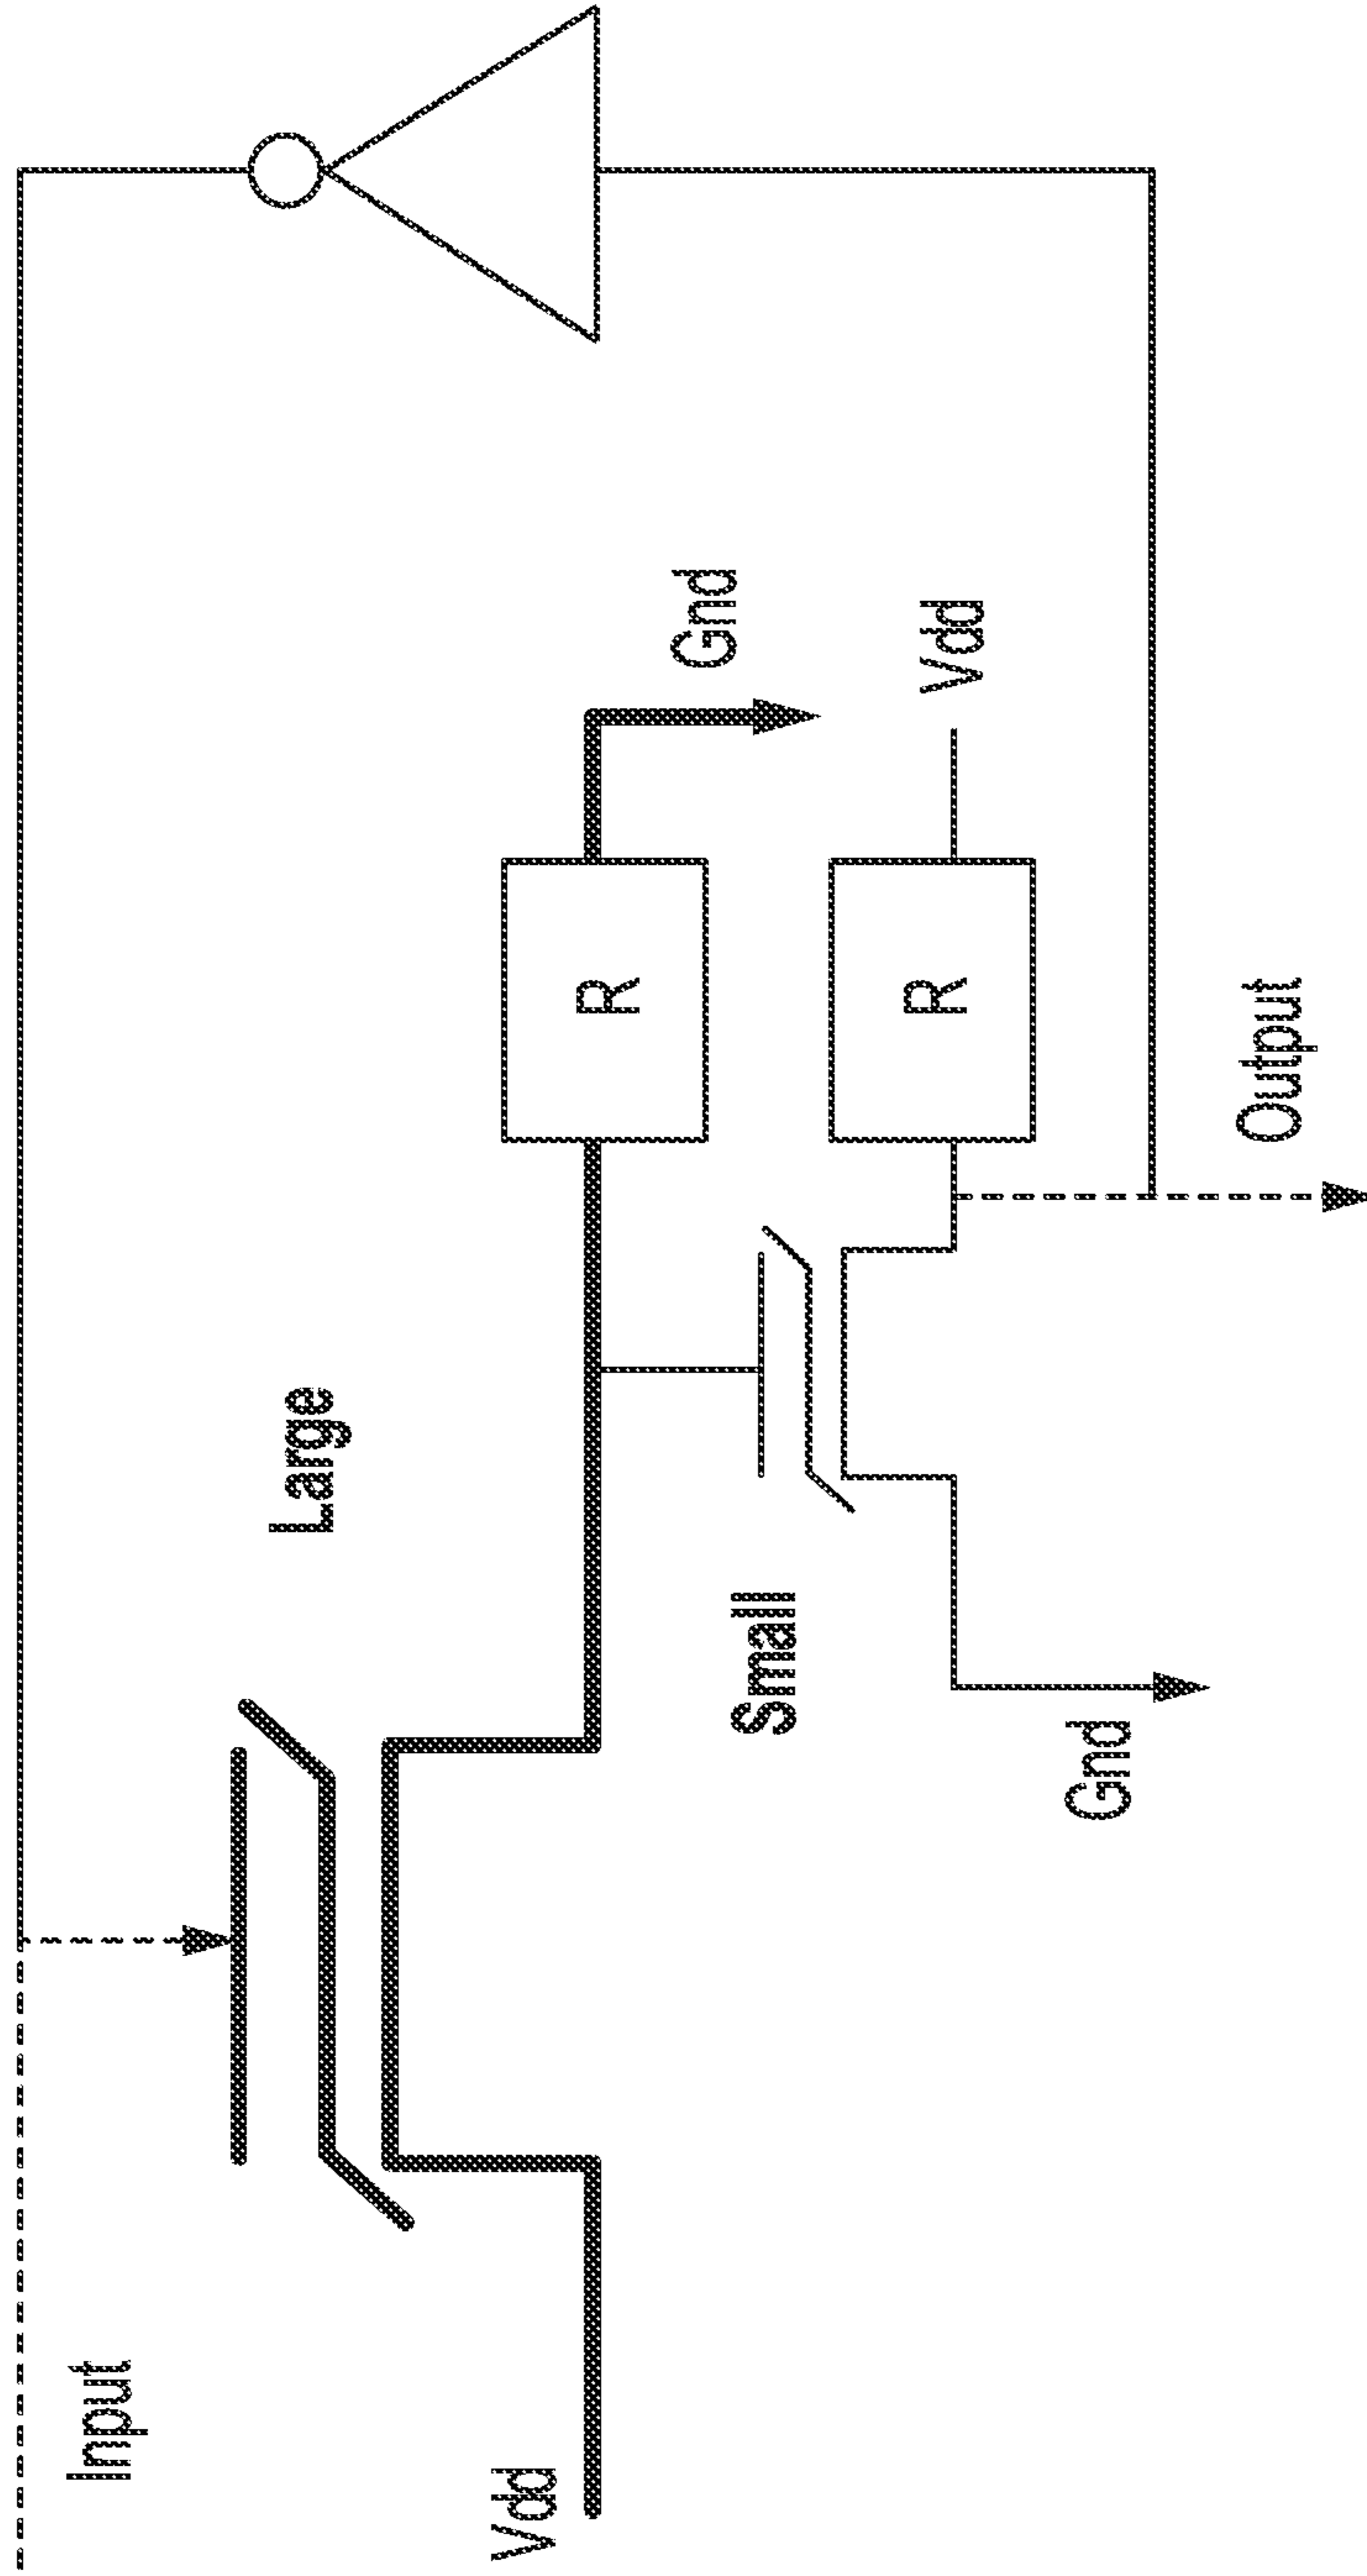 Input
Large
Vdd
Gnd
R
Small
R
Vdd
Gnd
Output